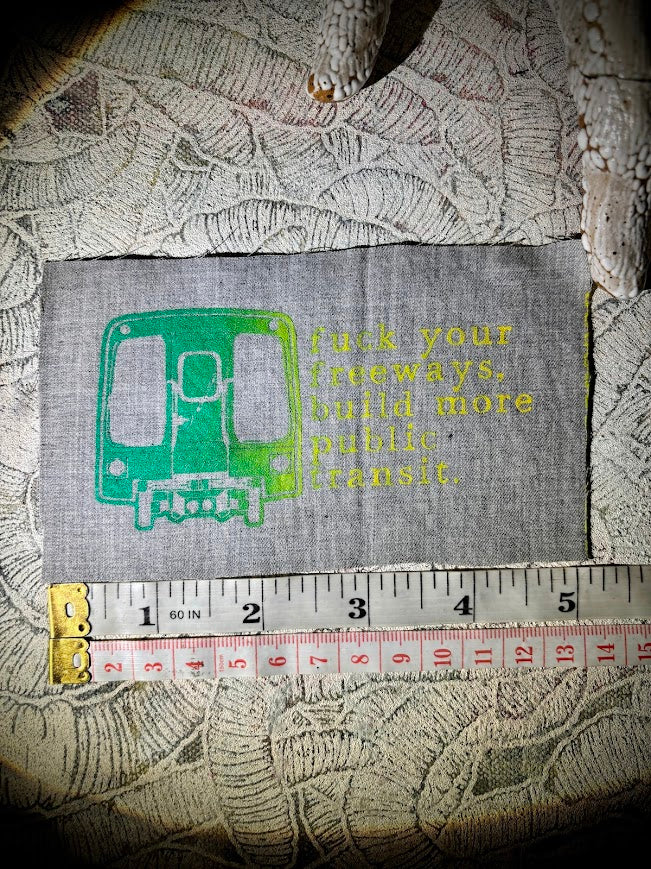 fuck your
freeways,
build more
public
transit.
1 60 IN 2 3 4 5
2 3 4 5 6 7 8 9 10 11 12 13 14 15